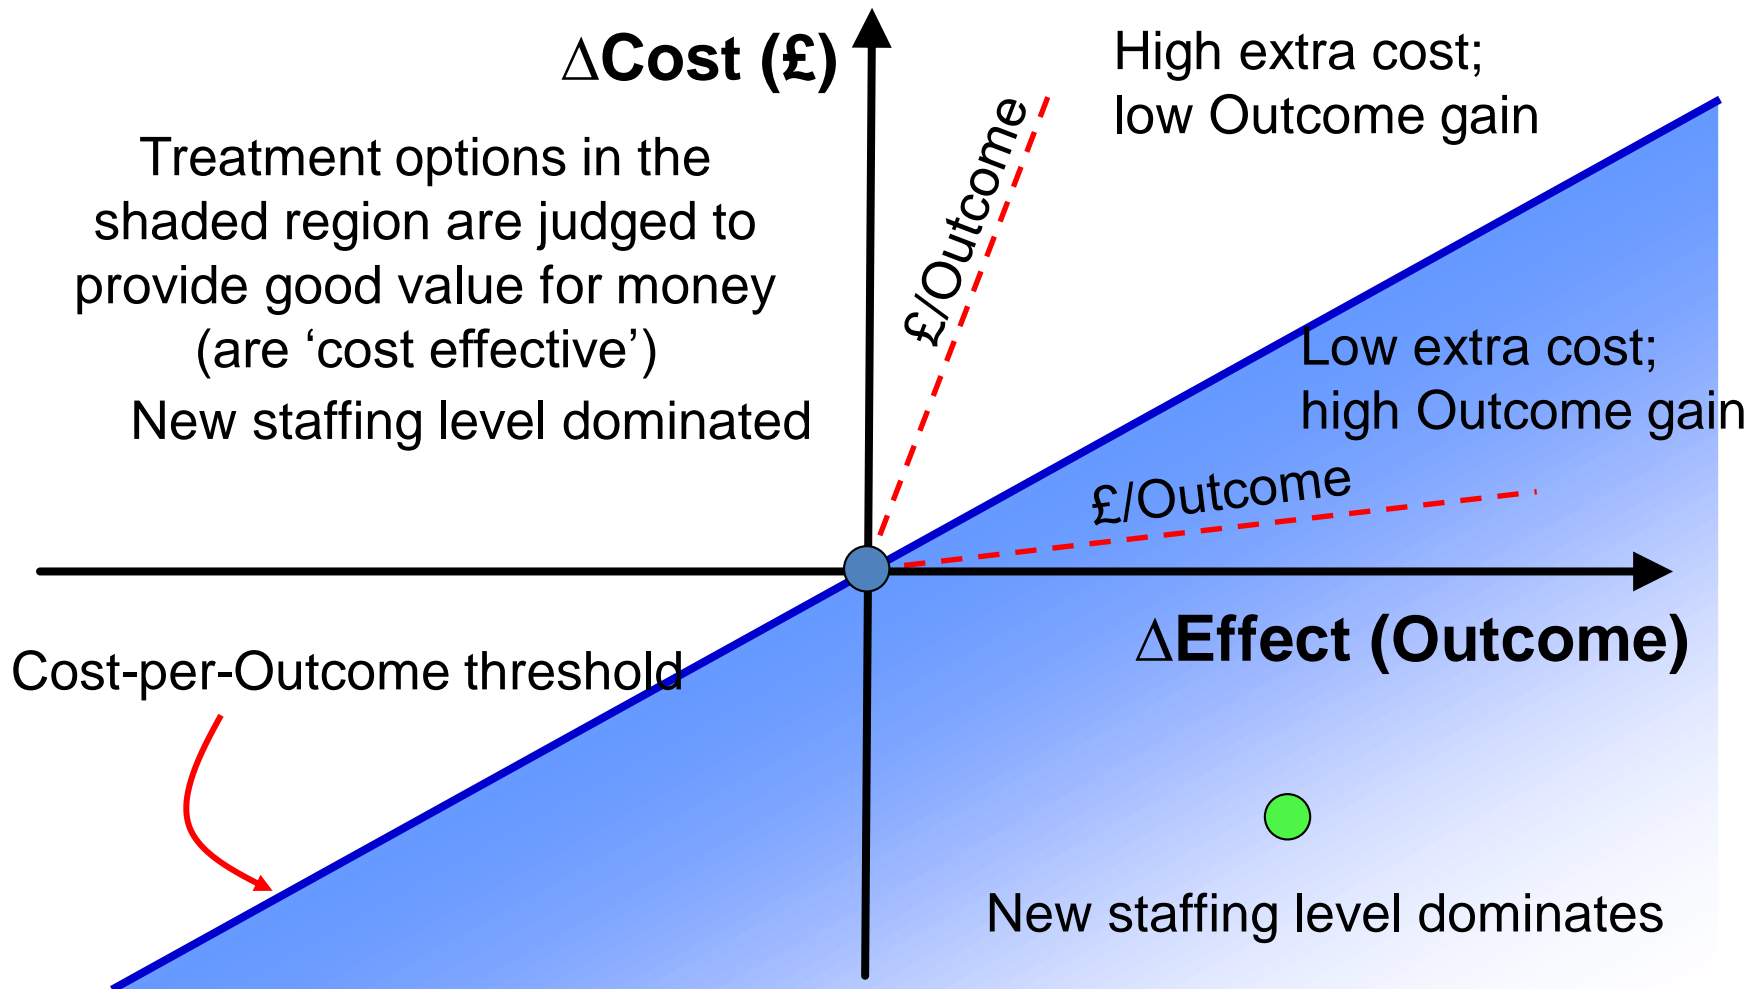 ∆Cost (£)
High extra cost;
low Outcome gain
Treatment options in the
shaded region are judged to
provide good value for money
(are ‘cost effective’)
New staffing level dominated
£/Outcome
Low extra cost;
high Outcome gain
£/Outcome
∆Effect (Outcome)
Cost-per-Outcome threshold
New staffing level dominates